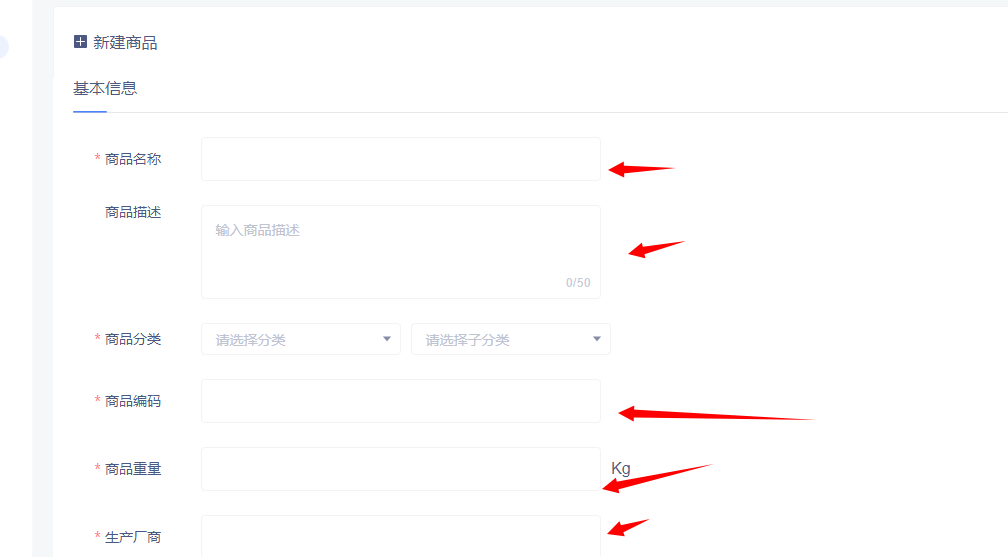 新建商品
基本信息
* 商品名称
商品描述
输入商品描述
0/50
* 商品分类 请选择分类 请选择子分类
* 商品编码
* 商品重量 Kg
* 生产厂商